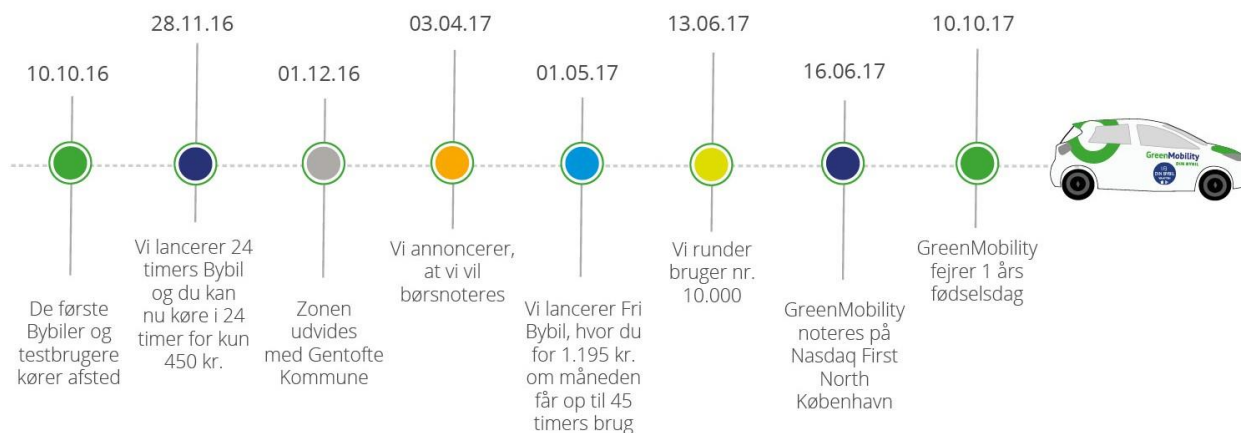 10.10.16
De første
Bybiler og
testbrugere
kører afsted
28.11.16
Vi lancerer 24
timers Bybil
og du kan
nu køre i 24
timer for kun
450 kr.
01.12.16
Zonen
udvides
med Gentofte
Kommune
03.04.17
Vi annoncerer,
at vi vil
børsnoteres
01.05.17
Vi lancerer Fri
Bybil, hvor du
for 1.195 kr.
om måneden
får op til 45
timers brug
13.06.17
Vi runder
bruger nr.
10.000
16.06.17
GreenMobility
noteres på
Nasdaq First
North
København
10.10.17
GreenMobility
fejrer 1 års
fødselsdag
GreenMobility
DIN BYBIL
DIN BYBIL